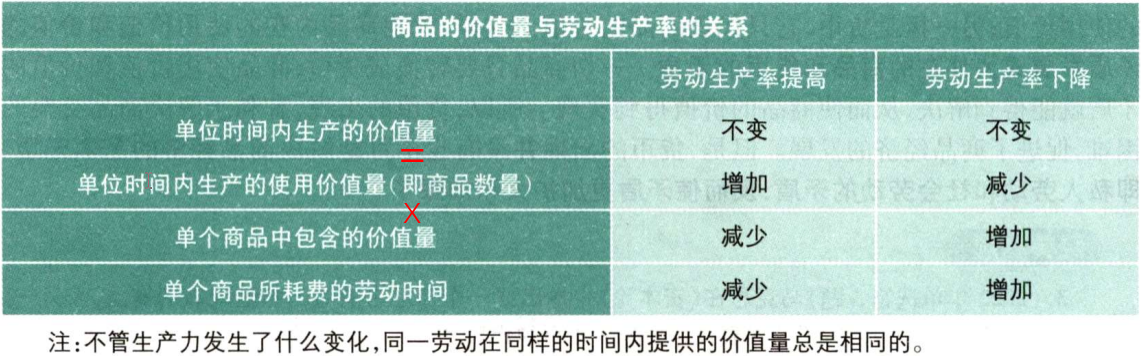 商品的价值量与劳动生产率的关系
劳动生产率提高 劳动生产率下降
单位时间内生产的价值量 不变 不变
=
单位时间内生产的使用价值量(即商品数量) 增加 减少
X
单个商品中包含的价值量 减少 增加
单个商品所耗费的劳动时间 减少 增加
注:不管生产力发生了什么变化,同一劳动在同样的时间内提供的价值量总是相同的。